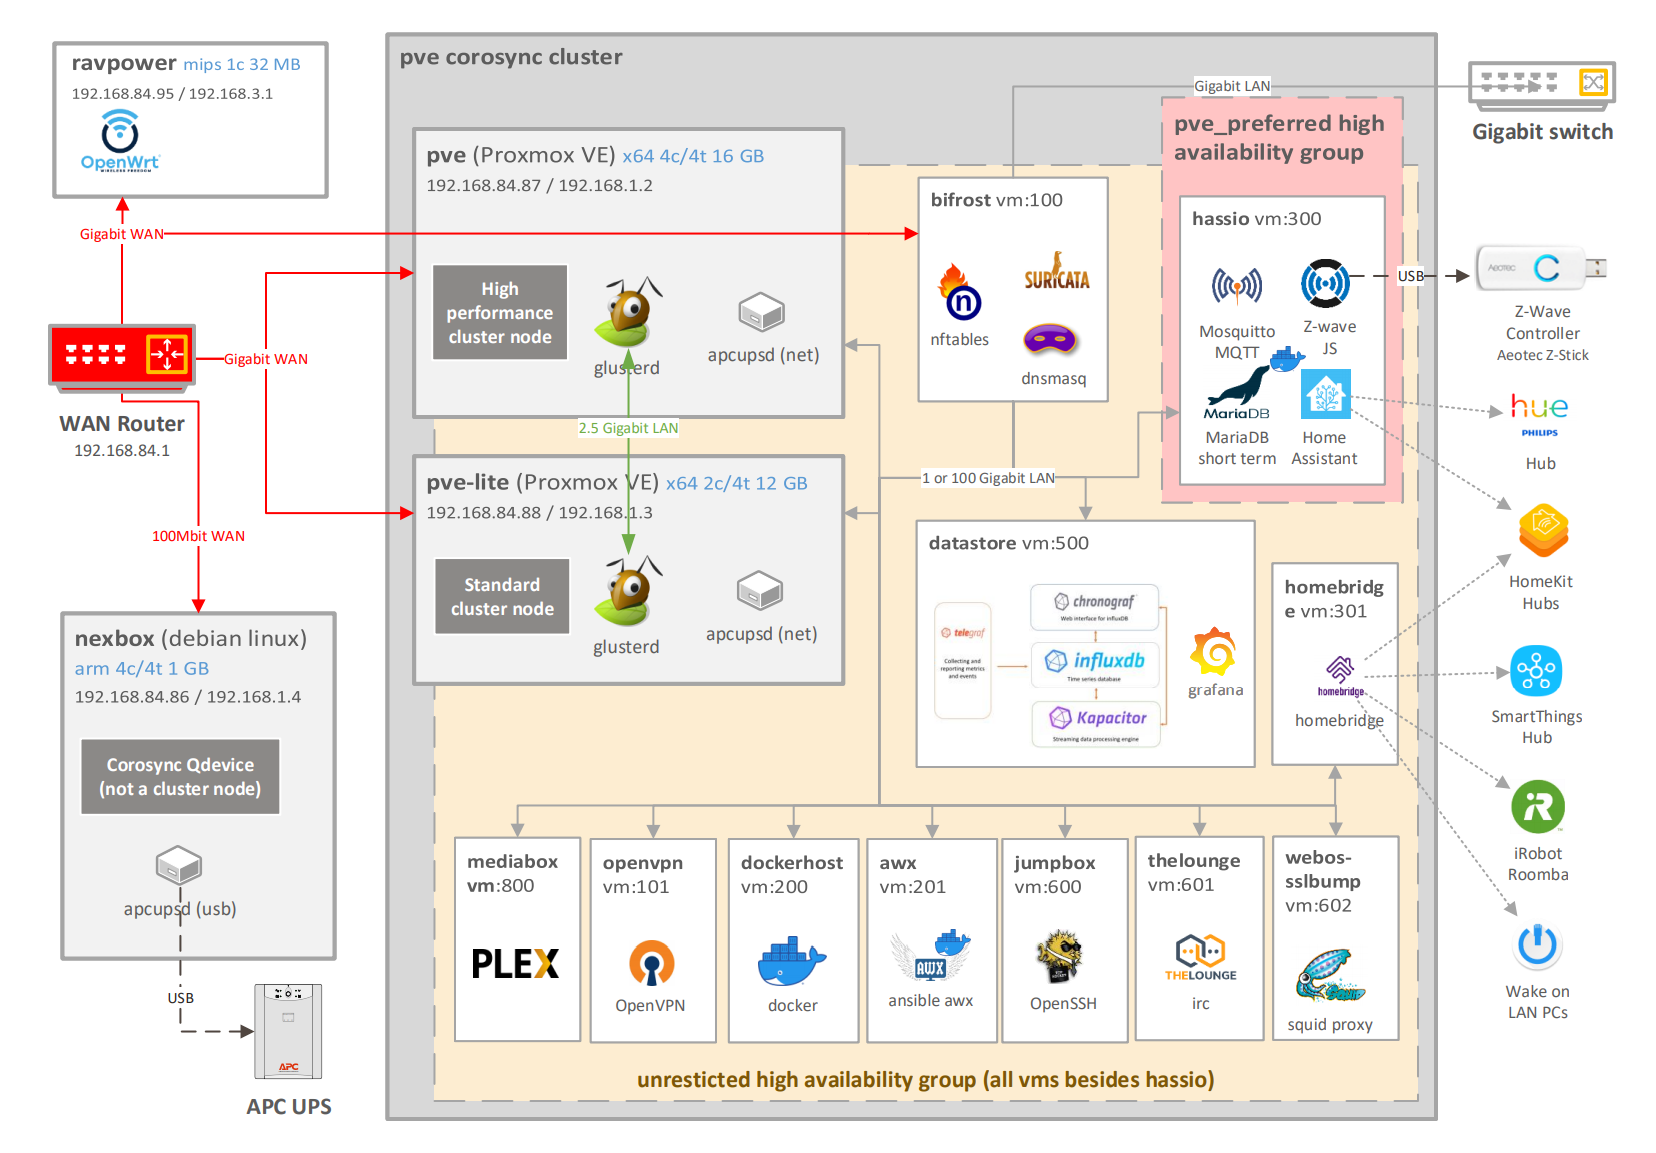 ravpower mips 1c 32 MB
192.168.84.95 / 192.168.3.1
OpenWrt
WIRELESS FREEDOM
Gigabit WAN
Gigabit WAN
WAN Router
192.168.84.1
100Mbit WAN
nexbox (debian linux)
arm 4c/4t 1 GB
192.168.84.86 / 192.168.1.4
Corosync Qdevice
(not a cluster node)
apcupsd (usb)
USB
APC
APC UPS
pve corosync cluster
pve (Proxmox VE) x64 4c/4t 16 GB
192.168.84.87 / 192.168.1.2
High
performance
cluster node
glusterd
apcupsd (net)
2.5 Gigabit LAN
pve-lite (Proxmox VE) x64 2c/4t 12 GB
192.168.84.88 / 192.168.1.3
Standard
cluster node
glusterd
apcupsd (net)
bifrost vm:100
nftables
SURICATA
dnsmasq
1 or 100 Gigabit LAN
Gigabit LAN
pve_preferred high
availability group
hassio vm:300
Mosquitto
MQTT
Z-wave
JS
MariaDB
MariaDB
short term
Home
Assistant
datastore vm:500
telegraf
Collecting and
reporting metrics
and events
chronograf
Web interface for InfluxDB
influxdb
Time series database
Kapacitor
Streaming data processing engine
grafana
homebridg
e vm:301
homebridge
homebridge
mediabox
vm:800
PLEX
openvpn
vm:101
OpenVPN
dockerhost
vm:200
docker
awx
vm:201
AWX
ansible awx
jumpbox
vm:600
OpenSSH
thelounge
vm:601
THELOUNGE
irc
webos-
sslbump
vm:602
Squid
squid proxy
unresticted high availability group (all vms besides hassio)
Gigabit switch
USB
AEOTEC
Z-Wave
Controller
Aeotec Z-Stick
hue
PHILIPS
Hub
HomeKit
Hubs
SmartThings
Hub
iRobot
Roomba
Wake on
LAN PCs